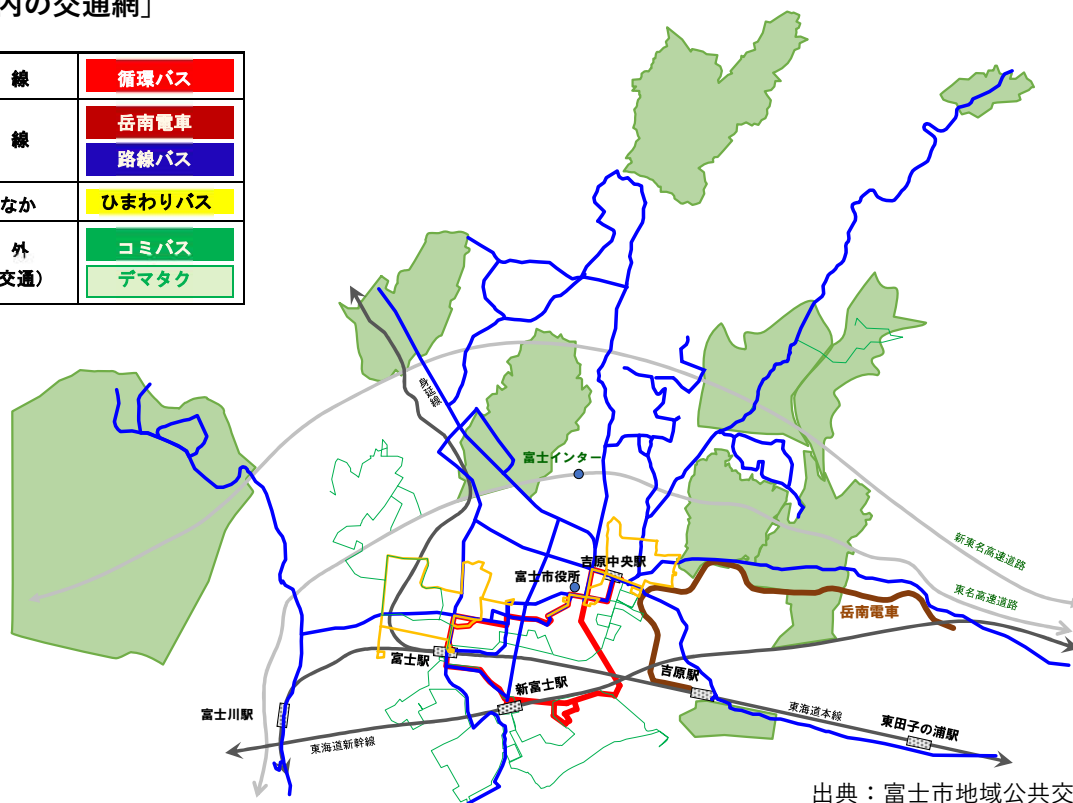 内の交通網］
線
循環バス
線
岳南電車
路線バス
なか
ひまわりバス
外
交通）
コミバス
デマタク
身延線
富士インター
新東名高速道路
吉原中央駅
富士市役所
東名高速道路
岳南電車
富士駅
吉原駅
新富士駅
富士川駅
東海道本線
東田子の浦駅
東海道新幹線
出典：富士市地域公共交